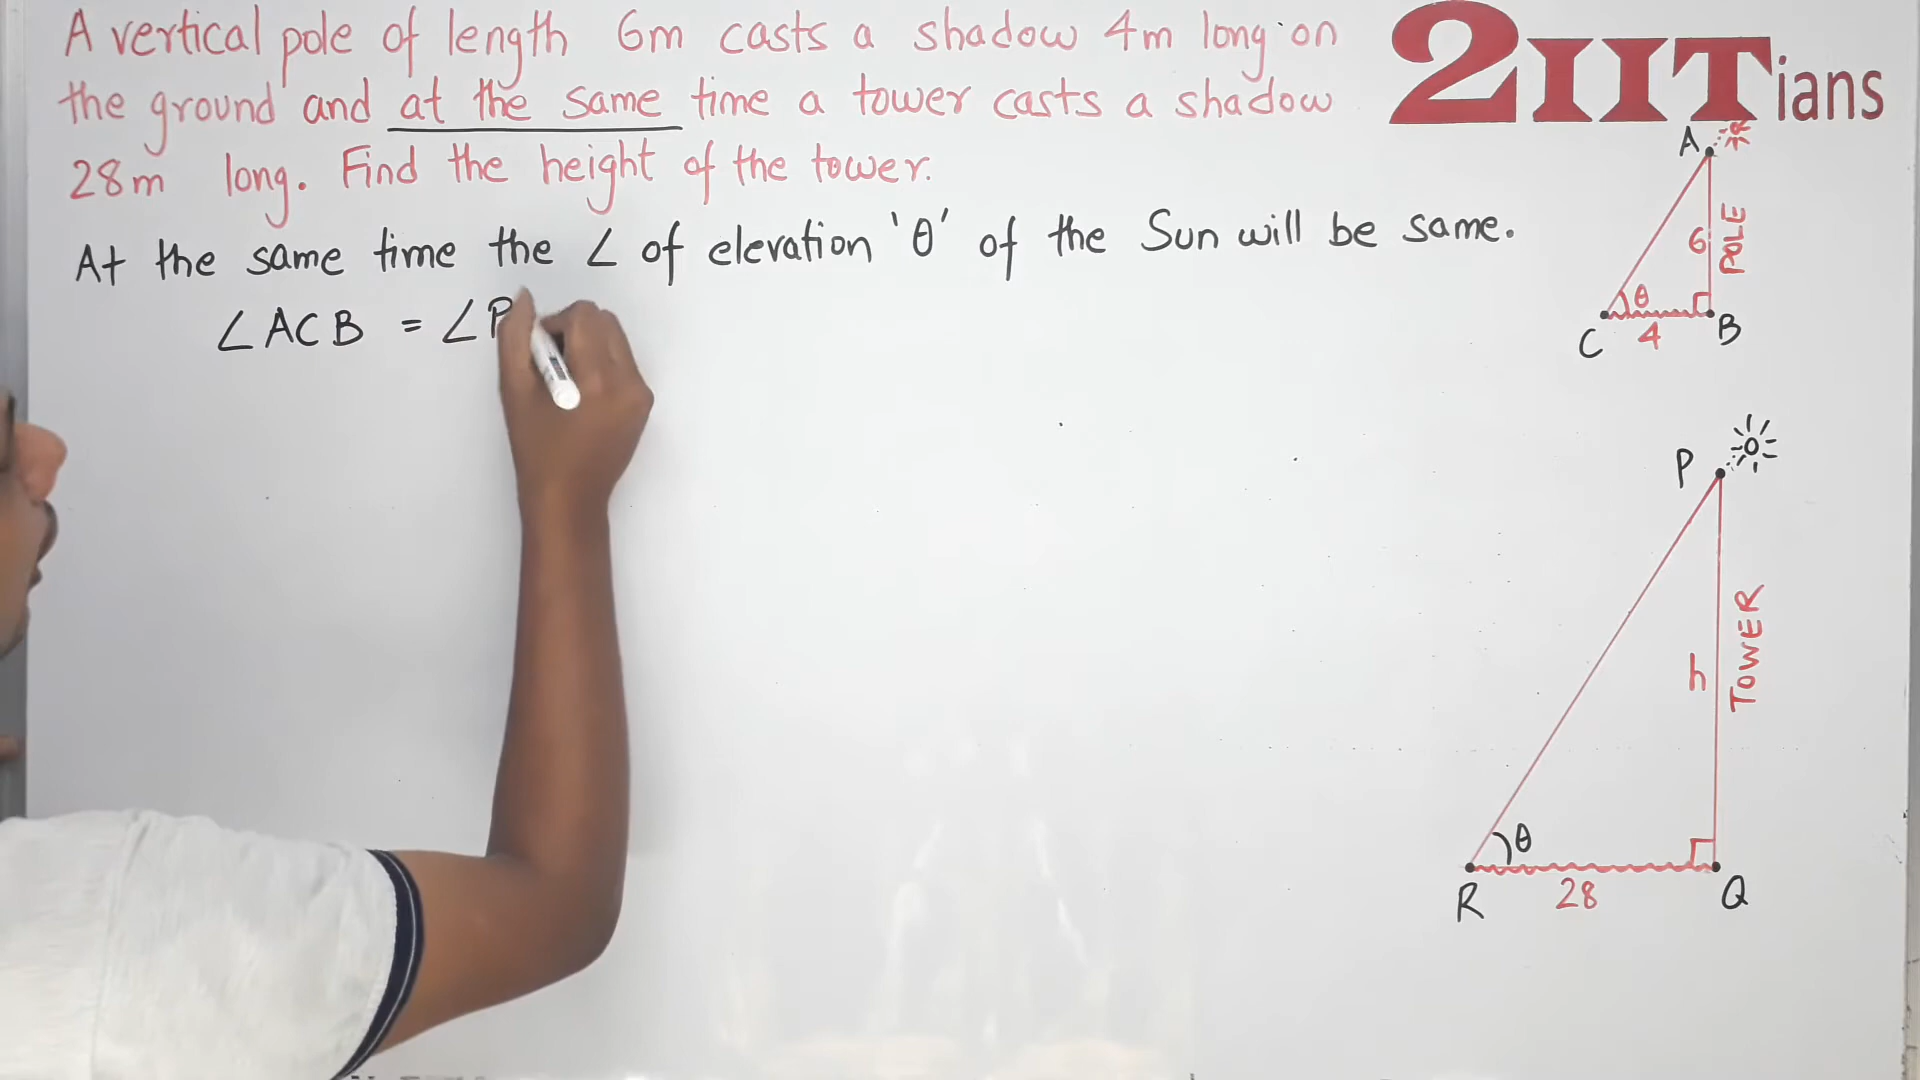 A vertical pole of length 6m casts a shadow 4m long on
the ground and at the same time a tower casts a shadow
28m long. Find the height of the tower.
At the same time the ∠ of elevation 'θ' of the Sun will be same.
∠ACB = ∠P
2IITians
A
6
POLE
θ
C
4
B
P
h
TOWER
θ
R
28
Q